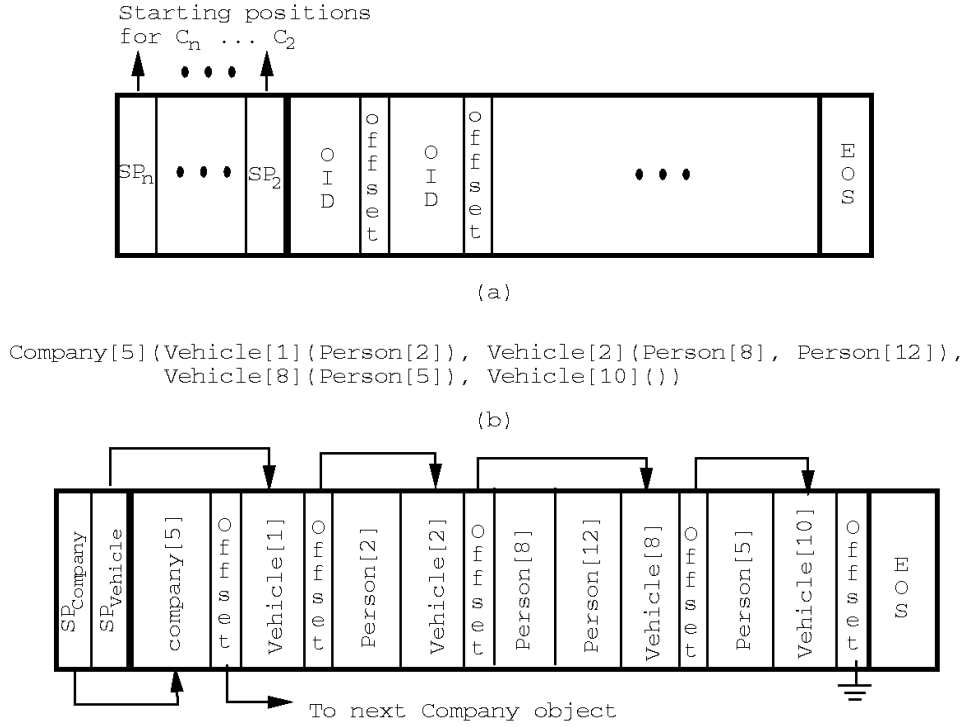 Starting positions
for Cn ... C2
SPn
SP2
OID
offset
OID
offset
EOS
(a)
Company[5](Vehicle[1](Person[2]), Vehicle[2](Person[8], Person[12]),
Vehicle[8](Person[5]), Vehicle[10]())
(b)
SPCompany
SPVehicle
company[5]
Offset
Vehicle[1]
Offset
Person[2]
Vehicle[2]
Offset
Person[8]
Person[12]
Vehicle[8]
Offset
Person[5]
Vehicle[10]
Offset
EOS
To next Company object